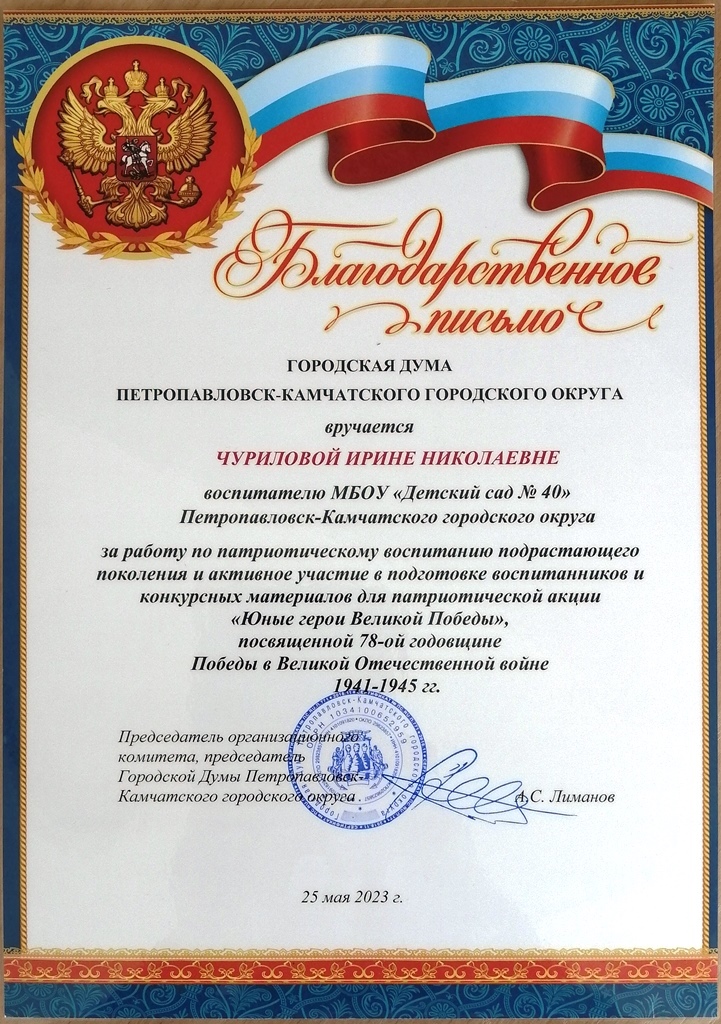 Благодарственное
письмо
ГОРОДСКАЯ ДУМА
ПЕТРОПАВЛОВСК-КАМЧАТСКОГО ГОРОДСКОГО ОКРУГА
вручается
ЧУРИЛОВОЙ ИРИНЕ НИКОЛАЕВНЕ
воспитателю МБОУ «Детский сад № 40»
Петропавловск-Камчатского городского округа
за работу по патриотическому воспитанию подрастающего
поколения и активное участие в подготовке воспитанников и
конкурсных материалов для патриотической акции
«Юные герои Великой Победы»,
посвященной 78-ой годовщине
Победы в Великой Отечественной войне
1941-1945 гг.
Председатель организационного
комитета, председатель
Городской Думы Петропавловск-
Камчатского городского округа
А.С. Лиманов
25 мая 2023 г.